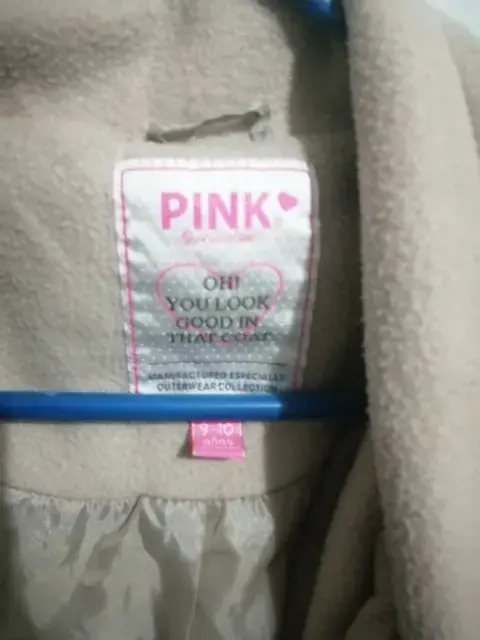 PINK
OH!
YOU LOOK
GOOD IN
THAT COAT
MANUFACTURED ESPECIALLY
OUTERWEAR COLLECTION
9-10
años